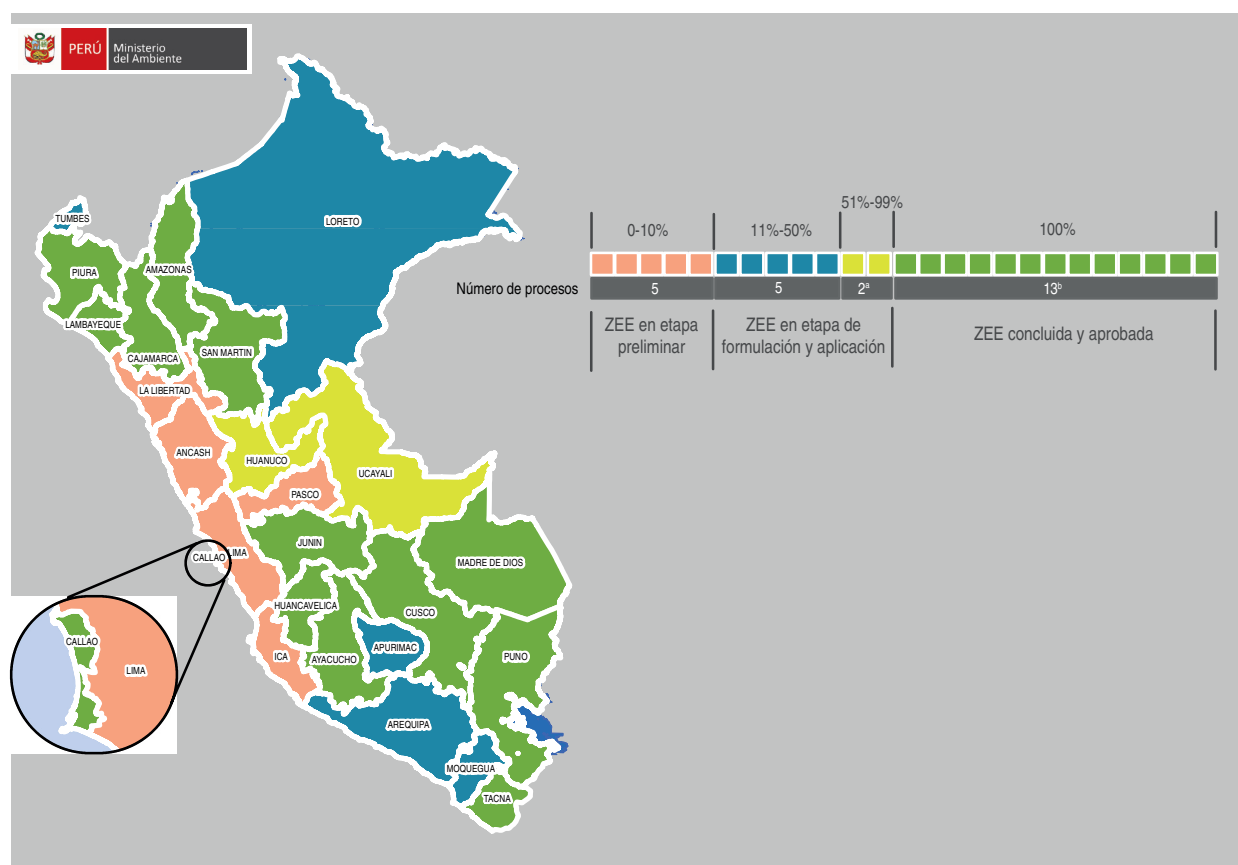 PERÚ
Ministerio
del Ambiente
TUMBES
LORETO
PIURA
AMAZONAS
LAMBAYEQUE
CAJAMARCA
SAN MARTIN
LA LIBERTAD
ANCASH
HUANUCO
UCAYALI
PASCO
JUNIN
CALLAO
LIMA
MADRE DE DIOS
HUANCAVELICA
CUSCO
ICA
AYACUCHO
APURIMAC
PUNO
AREQUIPA
MOQUEGUA
TACNA
CALLAO
LIMA
51%-99%
0-10%
11%-50%
100%
Número de procesos
5
5
2ª
13ᵇ
ZEE en etapa
preliminar
ZEE en etapa de
formulación y aplicación
ZEE concluida y aprobada